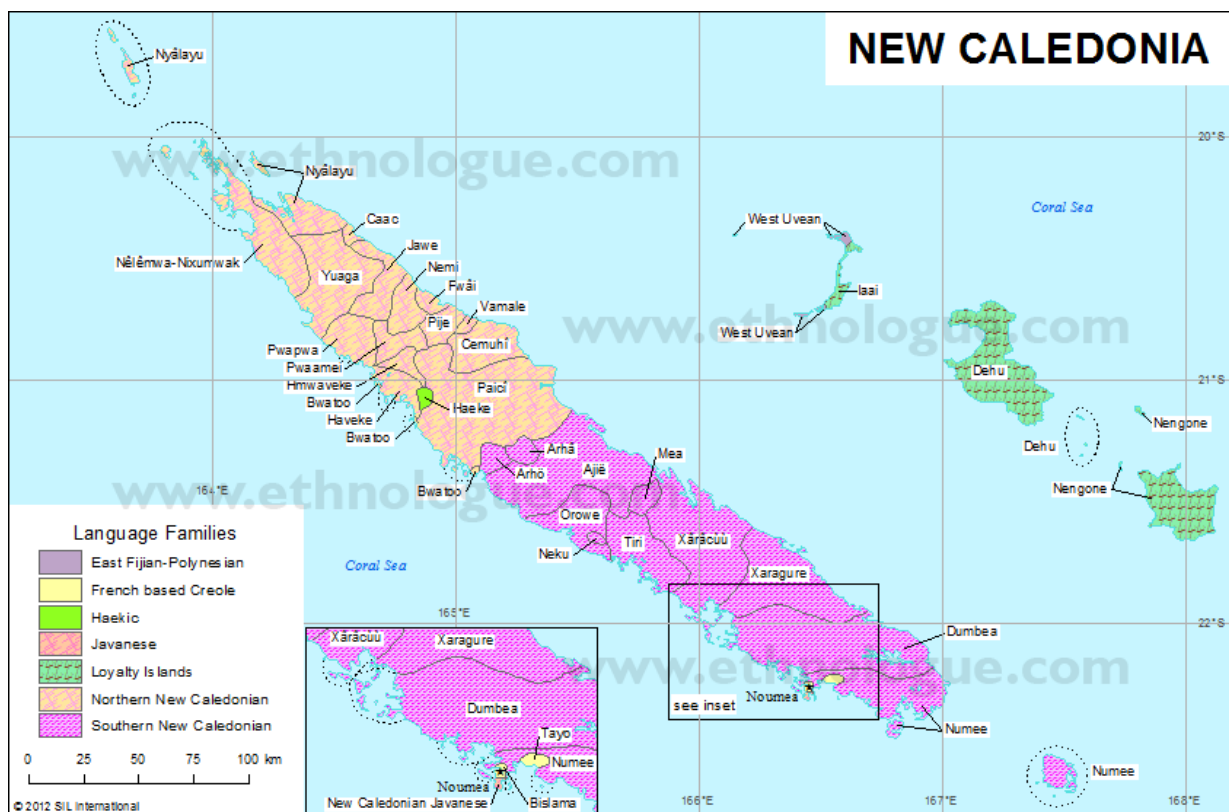 NEW CALEDONIA
Nyâlayu
20°S
www.ethnologue.com
Nyâlayu
Caac
West Uvean
Coral Sea
Jawe
Nêlêmwa-Nixumwak
Nemi
Yuaga
Fwâi
Iaai
Vamale
www.ethnologue.com
Pije
West Uvean
Pwapwa
Cemuhî
Pwaamei
Hmwaveke
Dehu
21°S
Paicî
Bwatoo
Haeke
Haveke
Nengone
Bwatoo
Dehu
Arhâ
Mea
Arhö
Ajië
Bwatoo
Nengone
164°E
www.ethnologue.com
Orowe
Neku
Tiri
Xârâcùù
Coral Sea
Xaragure
165°E
22°S
Dumbea
www.ethnologue.com
Noumea
see inset
Numee
Numee
166°E
167°E
168°E
Language Families
East Fijian-Polynesian
French based Creole
Haekic
Javanese
Loyalty Islands
Northern New Caledonian
Southern New Caledonian
0 25 50 75 100 km
© 2012 SIL International
Xârâcùù
Xaragure
Dumbea
Tayo
Numee
Noumea
New Caledonian Javanese
Bislama